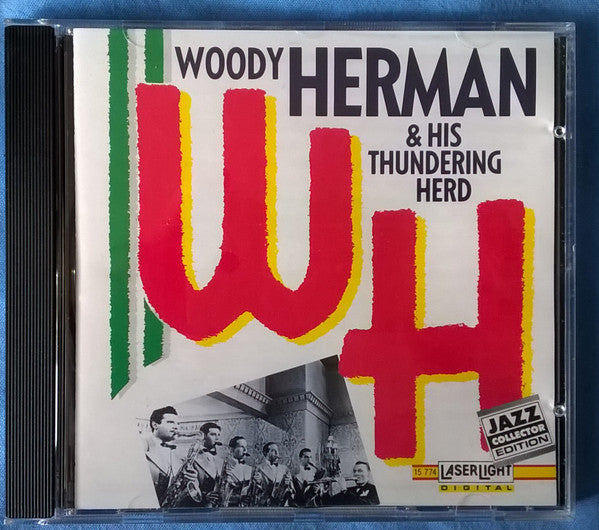 WOODY HERMAN
& HIS
THUNDERING
HERD
WH
JAZZ
COLLECTOR
EDITION
15 774
LASERLIGHT
DIGITAL